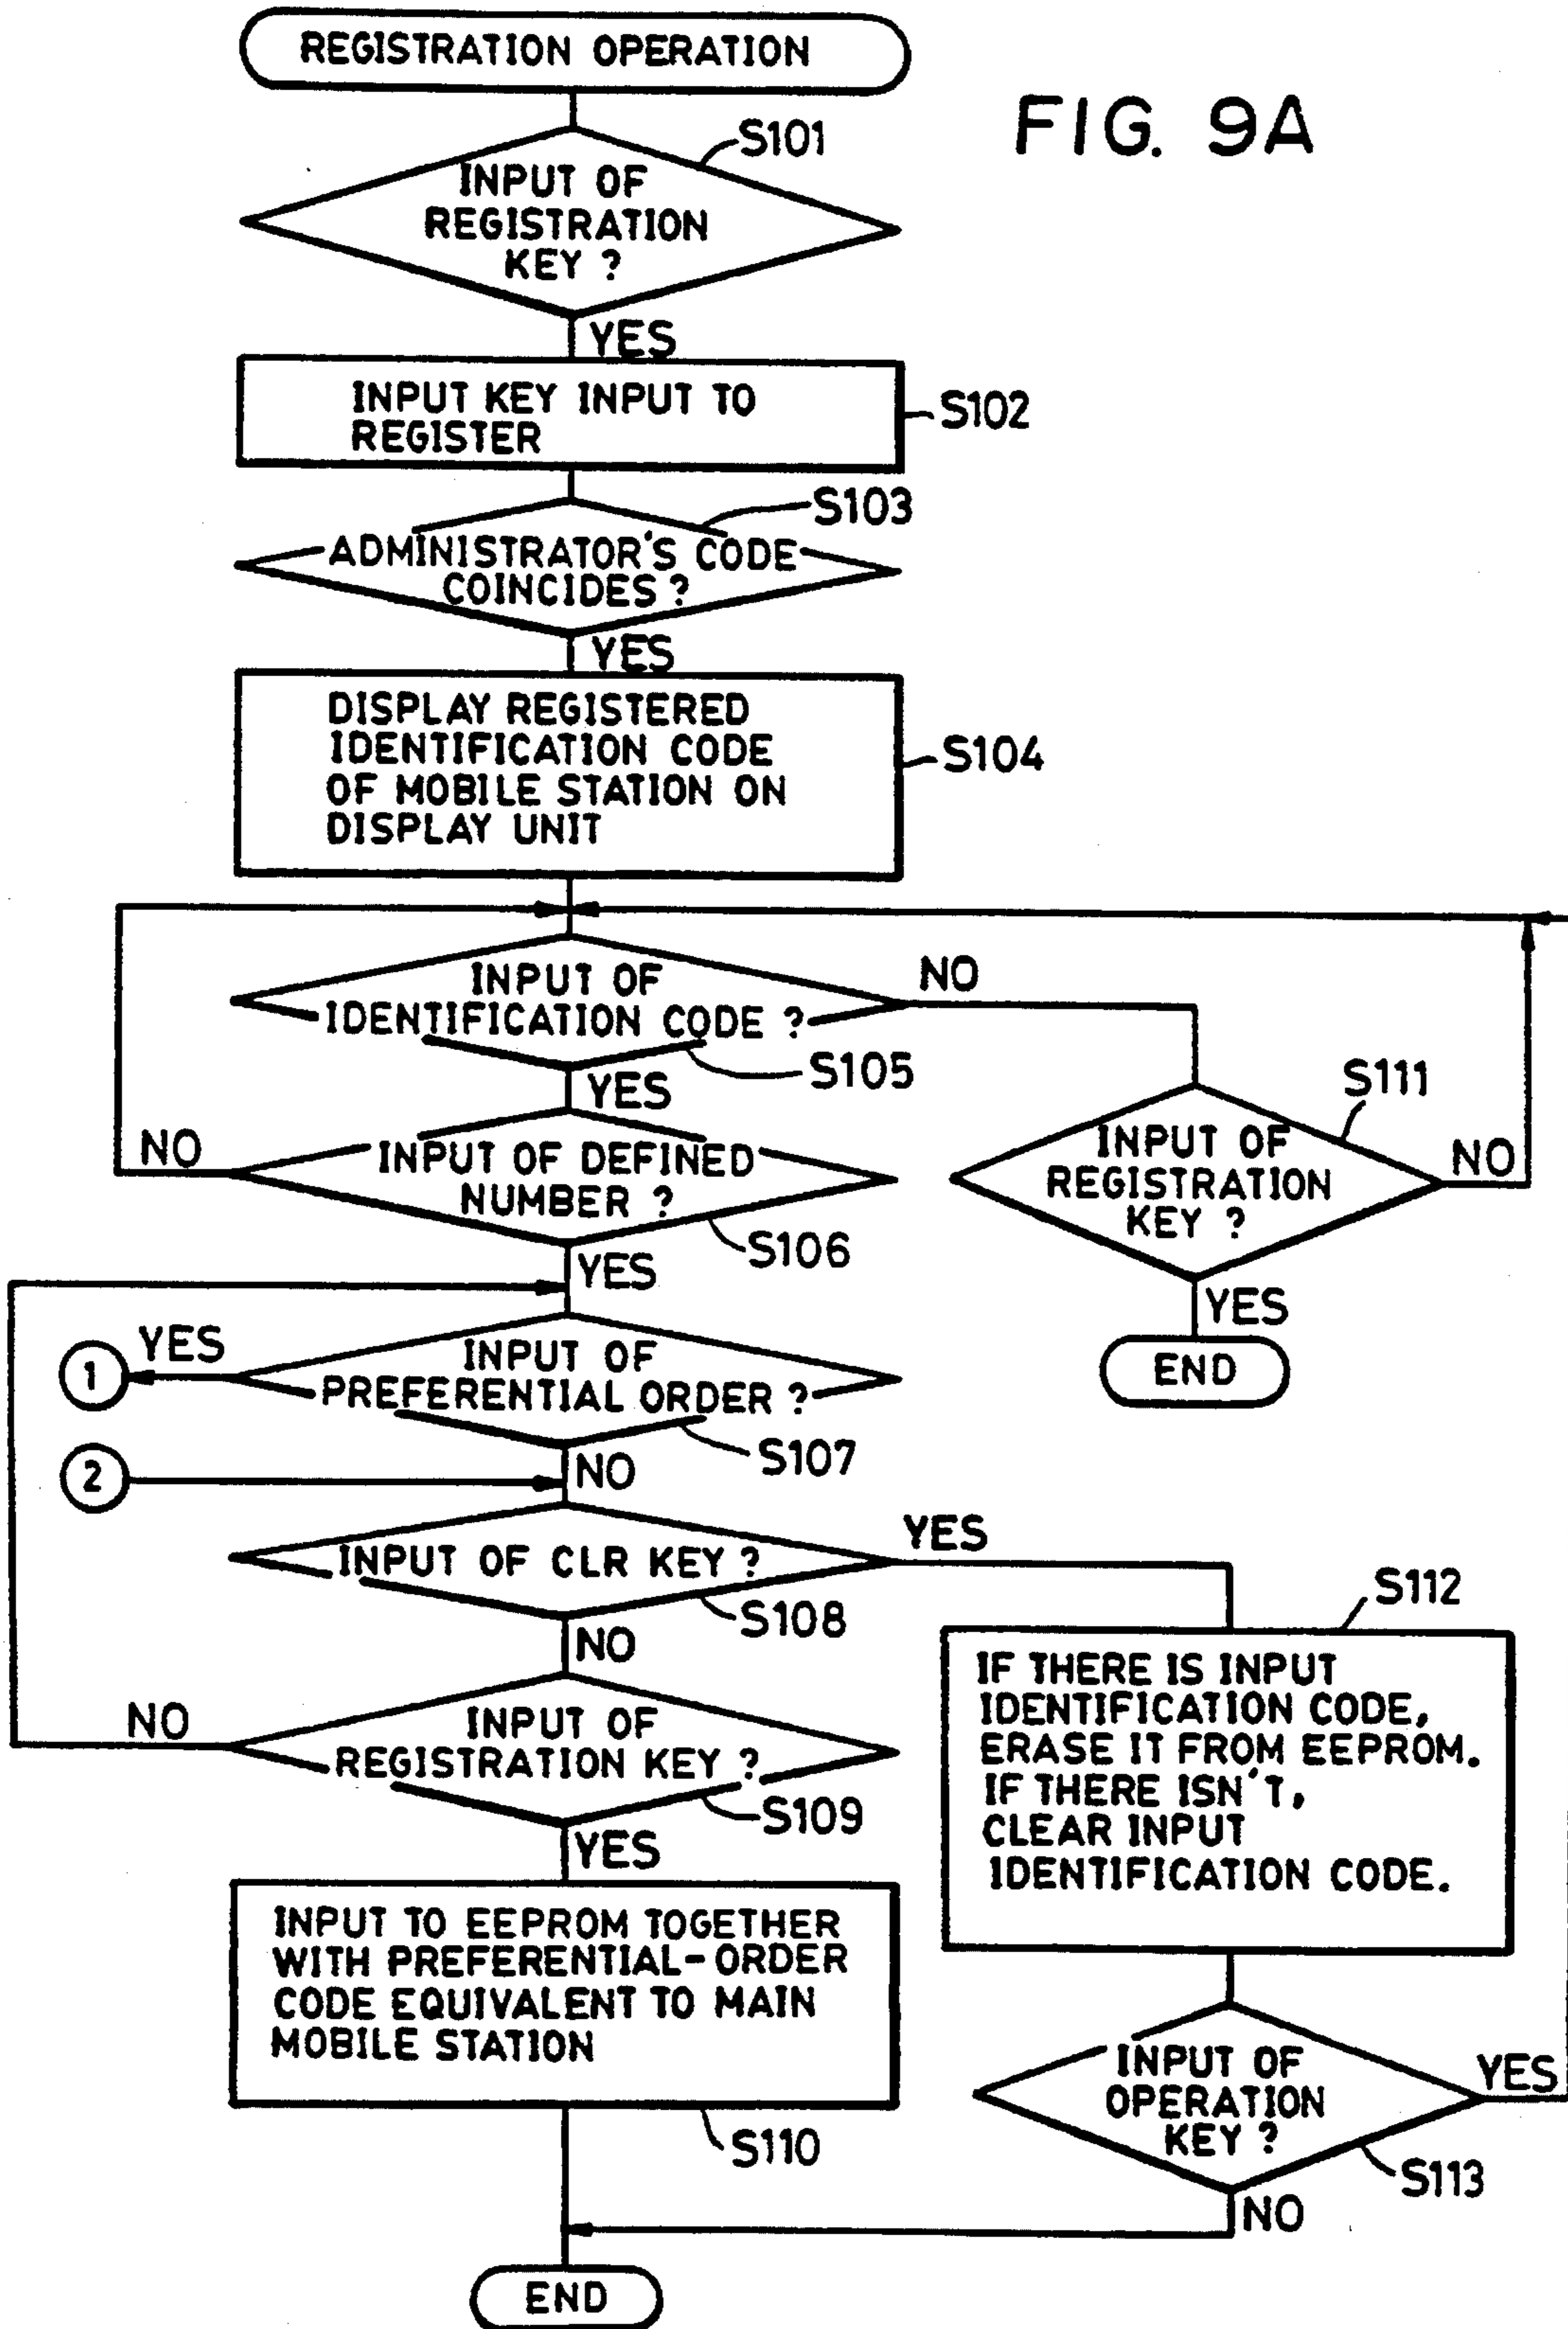 REGISTRATION OPERATION
FIG. 9A
S101
INPUT OF
REGISTRATION
KEY ?
YES
INPUT KEY INPUT TO
REGISTER
S102
S103
ADMINISTRATOR'S CODE
COINCIDES ?
YES
DISPLAY REGISTERED
IDENTIFICATION CODE
OF MOBILE STATION ON
DISPLAY UNIT
S104
INPUT OF
IDENTIFICATION CODE ?
NO
S105
YES
S111
INPUT OF
REGISTRATION
KEY ?
NO
YES
END
INPUT OF DEFINED
NUMBER ?
NO
S106
YES
INPUT OF
PREFERENTIAL ORDER ?
YES
1
S107
NO
2
INPUT OF CLR KEY ?
YES
S108
NO
S112
IF THERE IS INPUT
IDENTIFICATION CODE,
ERASE IT FROM EEPROM.
IF THERE ISN'T,
CLEAR INPUT
IDENTIFICATION CODE.
INPUT OF
REGISTRATION KEY ?
NO
S109
YES
INPUT TO EEPROM TOGETHER
WITH PREFERENTIAL-ORDER
CODE EQUIVALENT TO MAIN
MOBILE STATION
S110
INPUT OF
OPERATION
KEY ?
YES
S113
NO
END